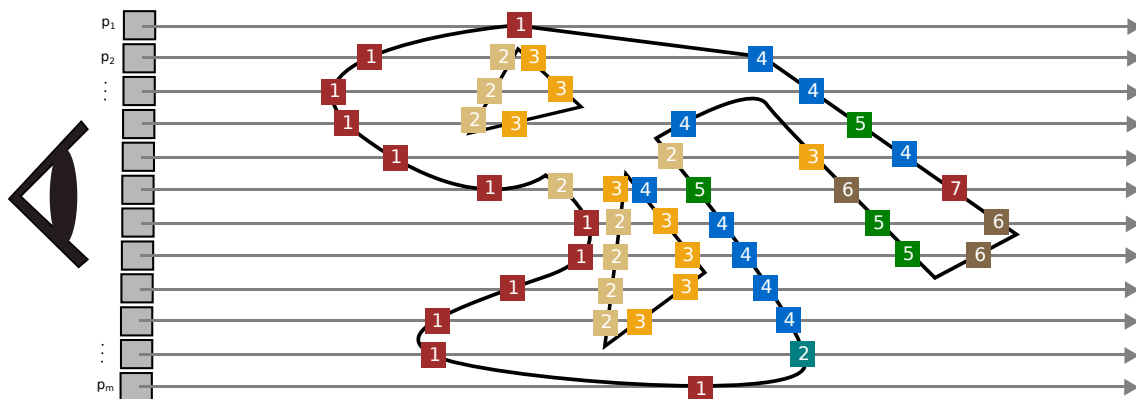 p1 1
p2 1 2 3 4
⋮ 1 2 3 4
1 2 3 4 5
1 2 3 4
1 2 3 4 5 6 7
1 2 3 4 5 6
1 2 3 4 5 6
1 2 3 4
1 2 3 4
⋮ 1 2
pm 1